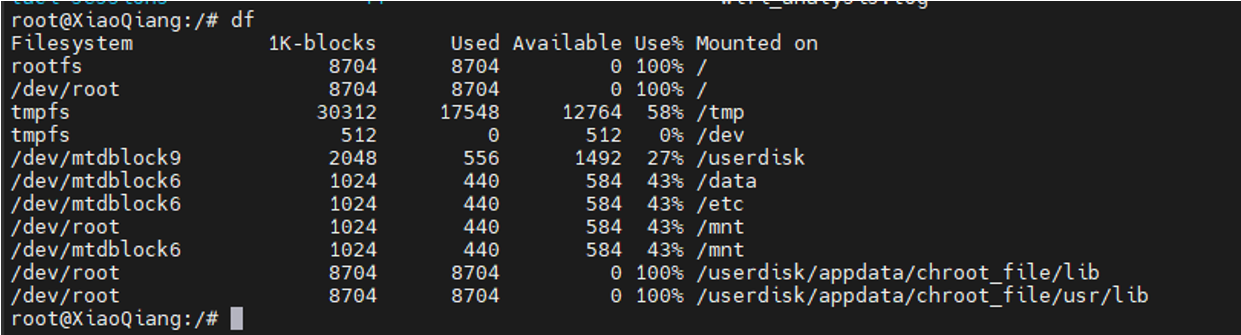 root@XiaoQiang:/# df
Filesystem           1K-blocks      Used Available Use% Mounted on
rootfs                    8704      8704         0 100% /
/dev/root                 8704      8704         0 100% /
tmpfs                    30312     17548     12764  58% /tmp
tmpfs                      512         0       512   0% /dev
/dev/mtdblock9            2048       556      1492  27% /userdisk
/dev/mtdblock6            1024       440       584  43% /data
/dev/mtdblock6            1024       440       584  43% /etc
/dev/root                 1024       440       584  43% /mnt
/dev/mtdblock6            1024       440       584  43% /mnt
/dev/root                 8704      8704         0 100% /userdisk/appdata/chroot_file/lib
/dev/root                 8704      8704         0 100% /userdisk/appdata/chroot_file/usr/lib
root@XiaoQiang:/#